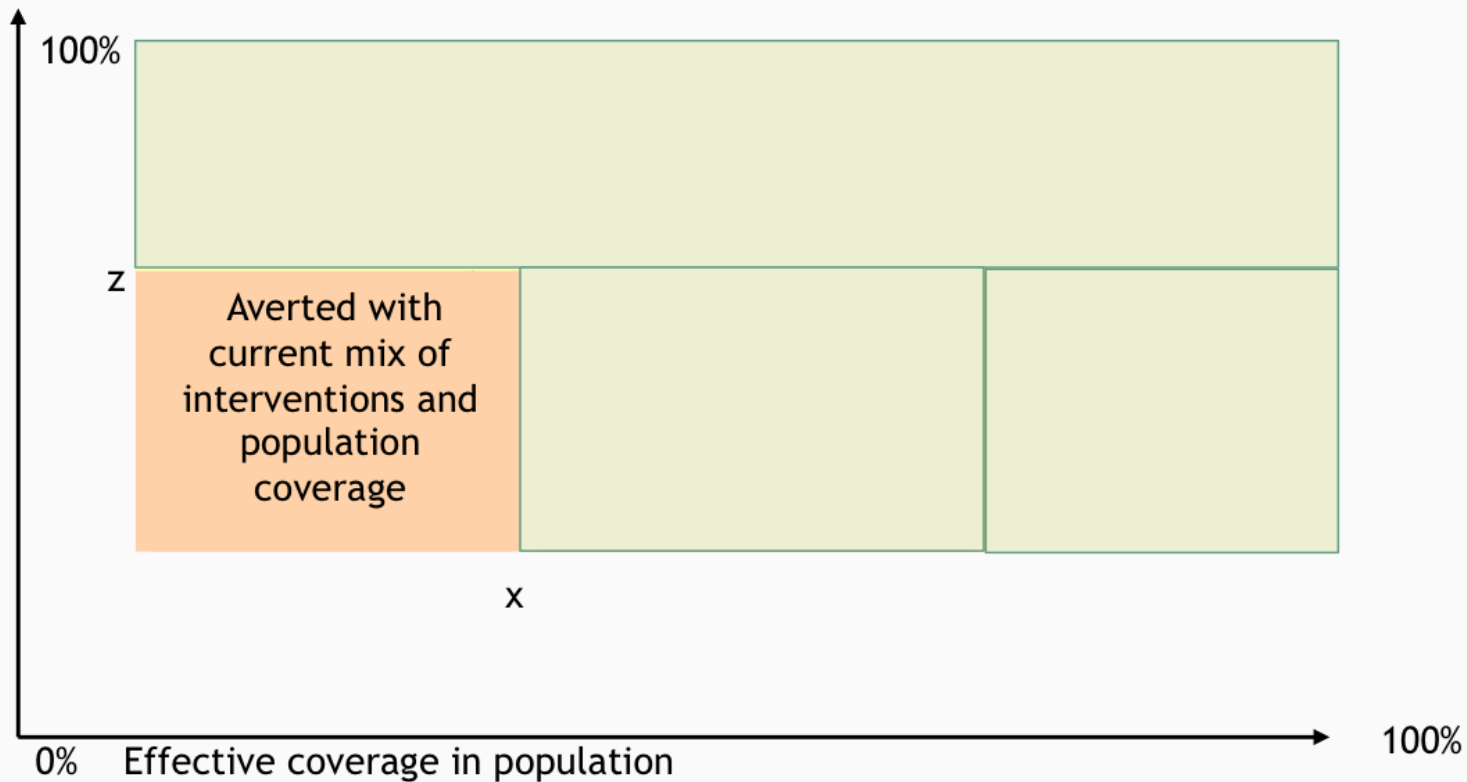 100%
z
Averted with
current mix of
interventions and
population
coverage
x
100%
0% Effective coverage in population